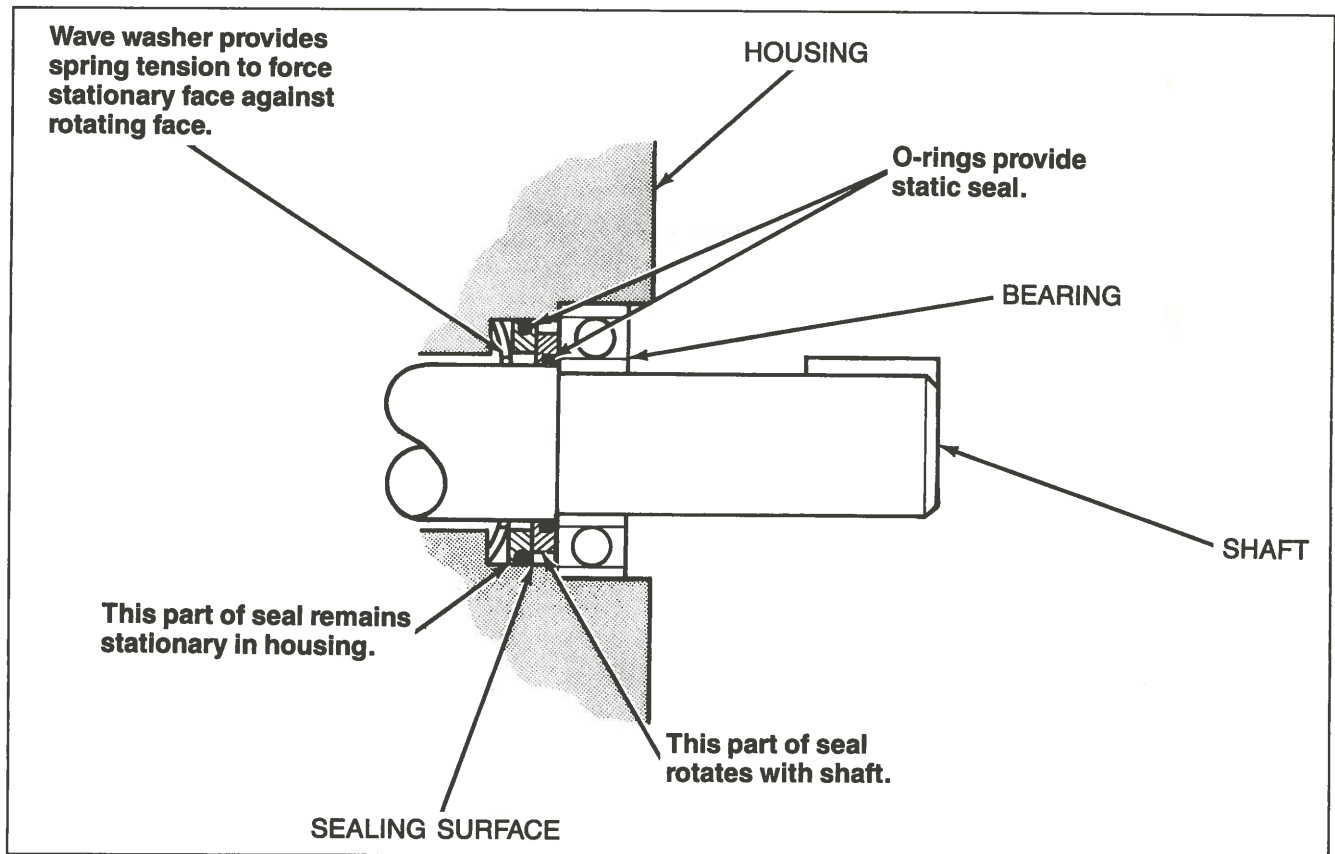 Wave washer provides
spring tension to force
stationary face against
rotating face.
HOUSING
O-rings provide
static seal.
BEARING
SHAFT
This part of seal remains
stationary in housing.
This part of seal
rotates with shaft.
SEALING SURFACE